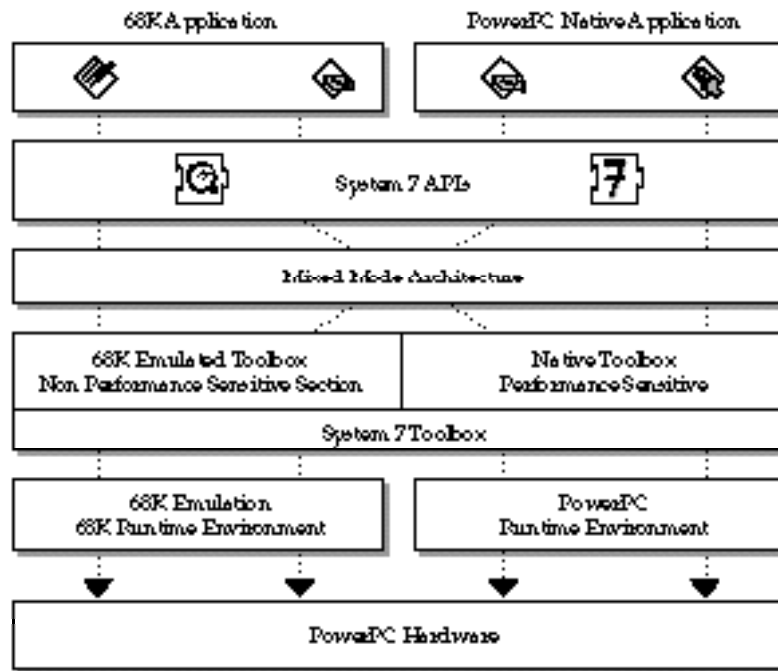 68K Application
PowerPC Native Application
System 7 APIs
7
Mixed Mode Architecture
68K Emulated Toolbox
Non Performance Sensitive Section
Native Toolbox
Performance Sensitive
System 7 Toolbox
68K Emulation
68K Runtime Environment
PowerPC
Runtime Environment
PowerPC Hardware